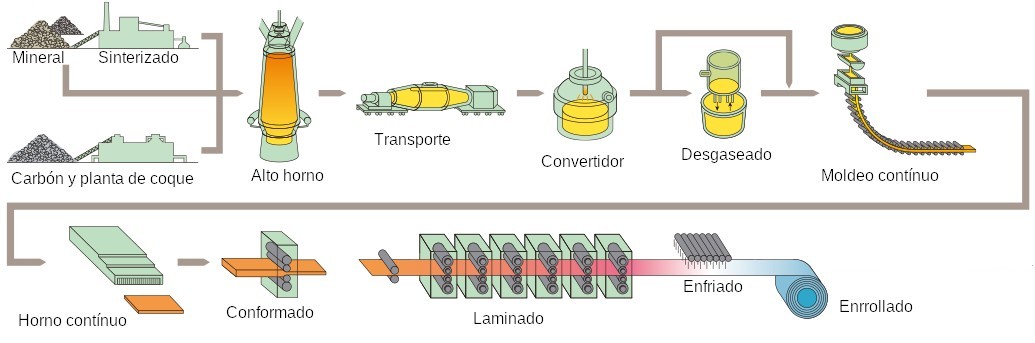 Mineral
Sinterizado
Carbón y planta de coque
Alto horno
Transporte
Convertidor
Desgaseado
Moldeo contínuo
Horno contínuo
Conformado
Laminado
Enfriado
Enrrollado